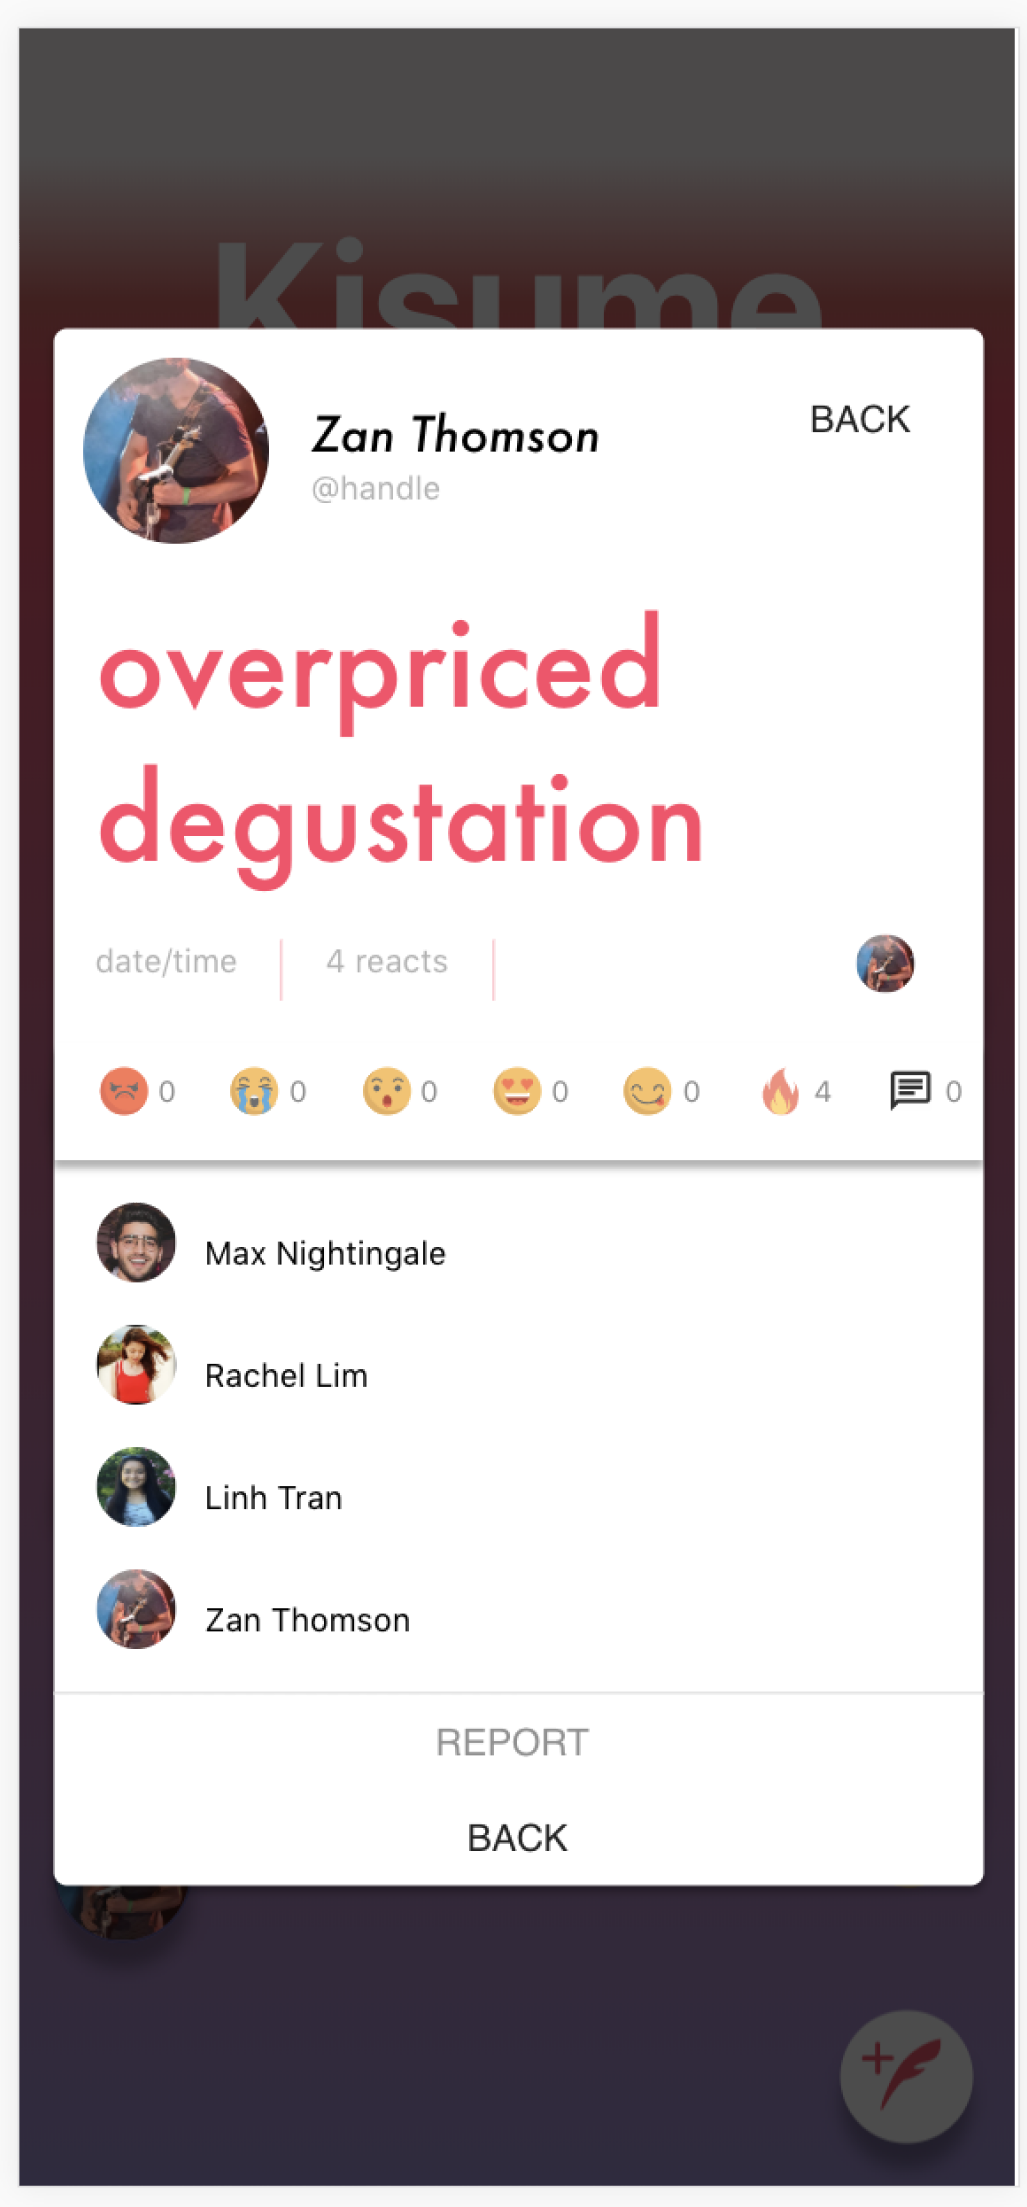 Kisume
Zan Thomson
BACK
@handle
overpriced
degustation
date/time 4 reacts
0 0 0 0 0 4 0
Max Nightingale
Rachel Lim
Linh Tran
Zan Thomson
REPORT
BACK